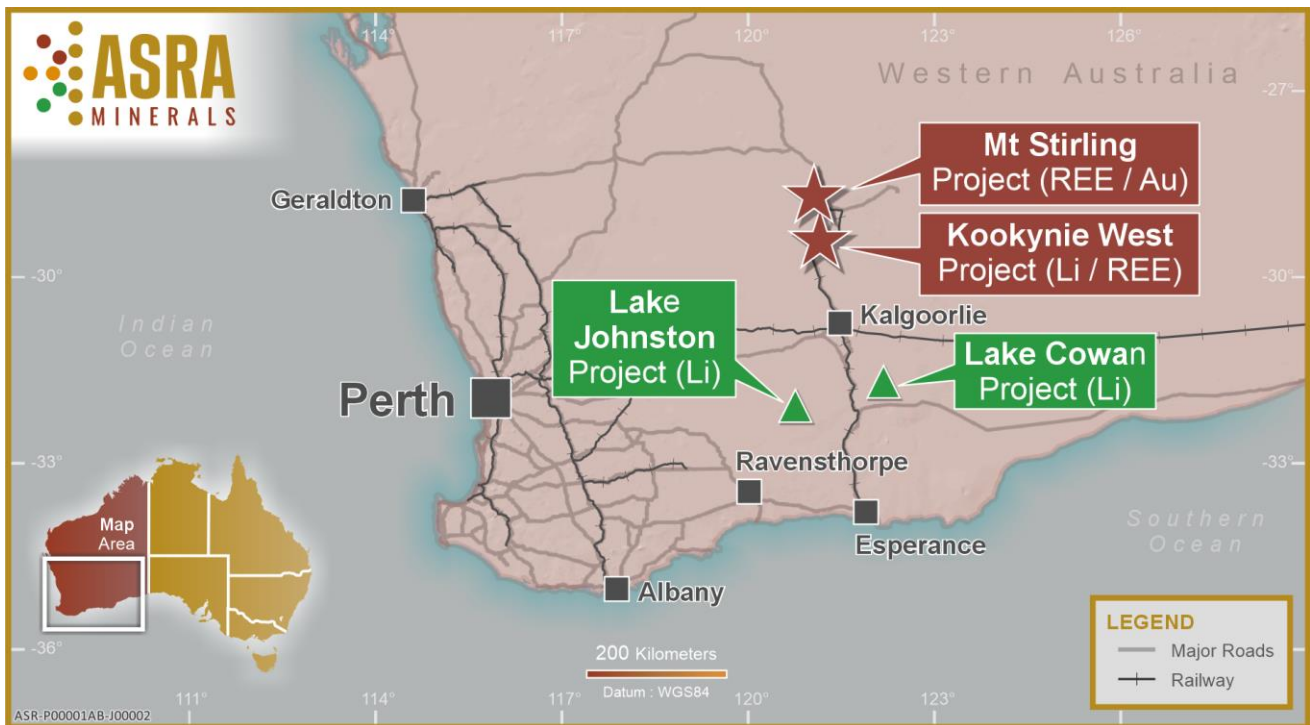 ASRA
MINERALS
114°
117°
120°
123°
126°
Western Australia
-27°
Mt Stirling
Project (REE / Au)
Geraldton
Kookynie West
Project (Li / REE)
-30°
-30°
Indian
Ocean
Lake
Johnston
Project (Li)
Kalgoorlie
Lake Cowan
Project (Li)
Perth
-33°
-33°
Ravensthorpe
Map
Area
Esperance
Southern
Ocean
Albany
LEGEND
Major Roads
Railway
-36°
200 Kilometers
Datum : WGS84
111°
114°
117°
120°
123°
ASR-P00001AB-J00002